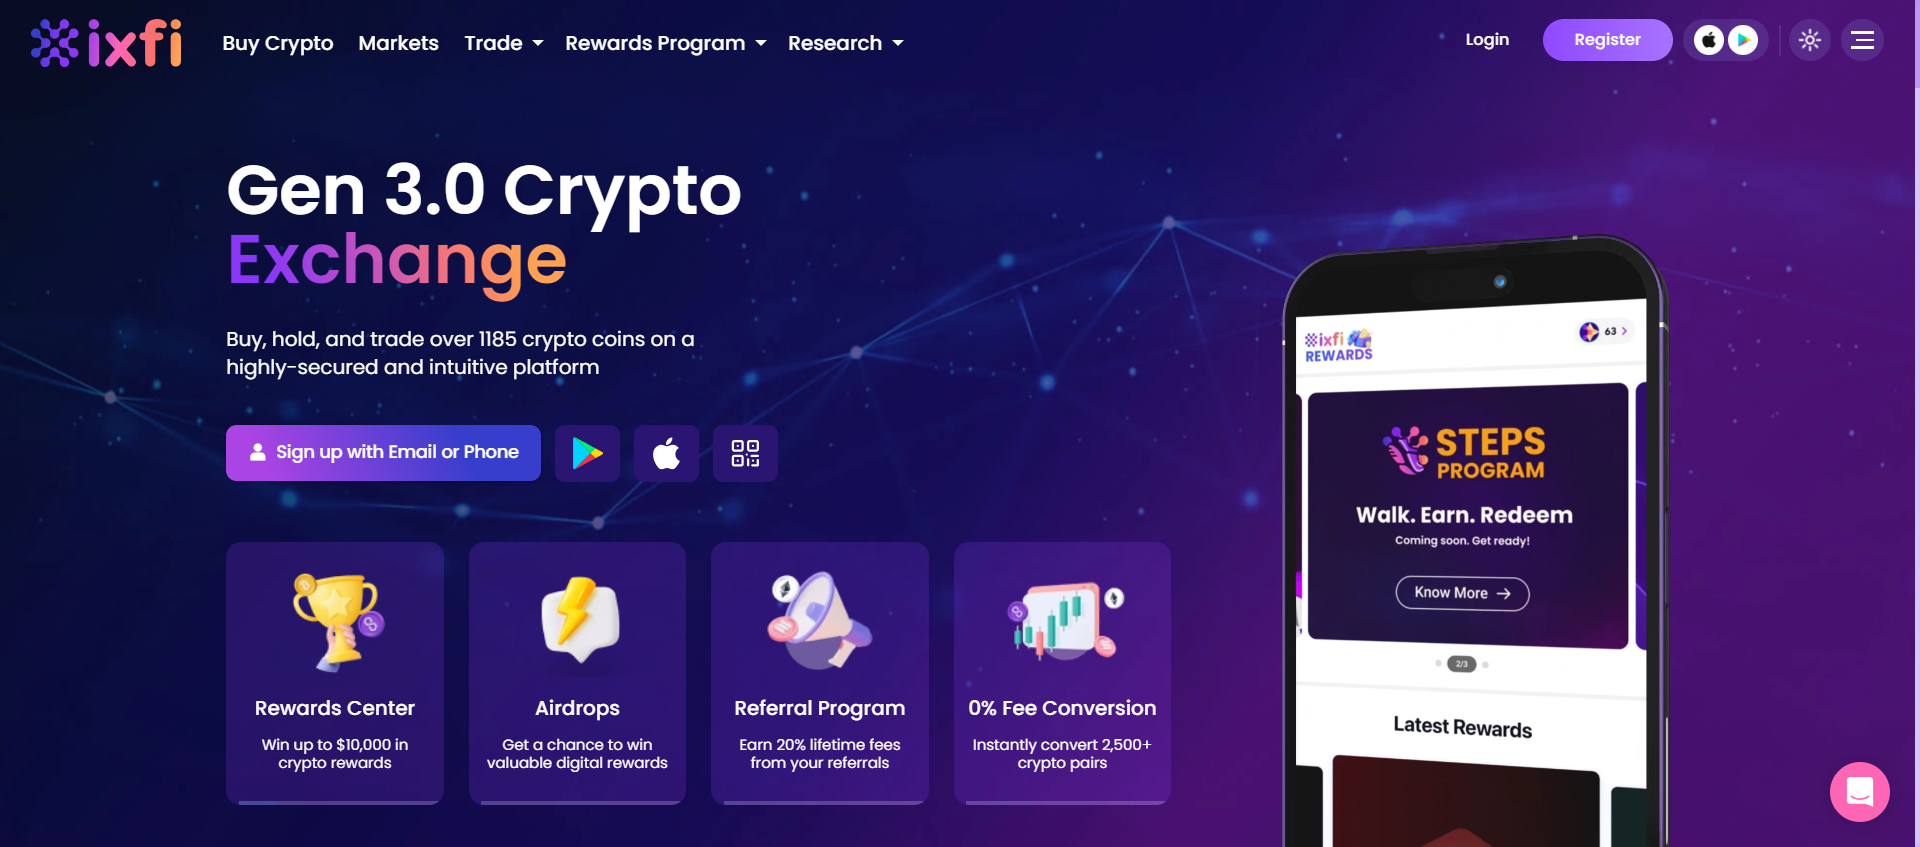 ixfi
Buy Crypto
Markets
Trade
Rewards Program
Research
Login
Register
Gen 3.0 Crypto
Exchange
Buy, hold, and trade over 1185 crypto coins on a
highly-secured and intuitive platform
Sign up with Email or Phone
Rewards Center
Win up to $10,000 in
crypto rewards
Airdrops
Get a chance to win
valuable digital rewards
Referral Program
Earn 20% lifetime fees
from your referrals
0% Fee Conversion
Instantly convert 2,500+
crypto pairs
ixfi
REWARDS
63
STEPS
PROGRAM
Walk. Earn. Redeem
Coming soon. Get ready!
Know More
2/3
Latest Rewards